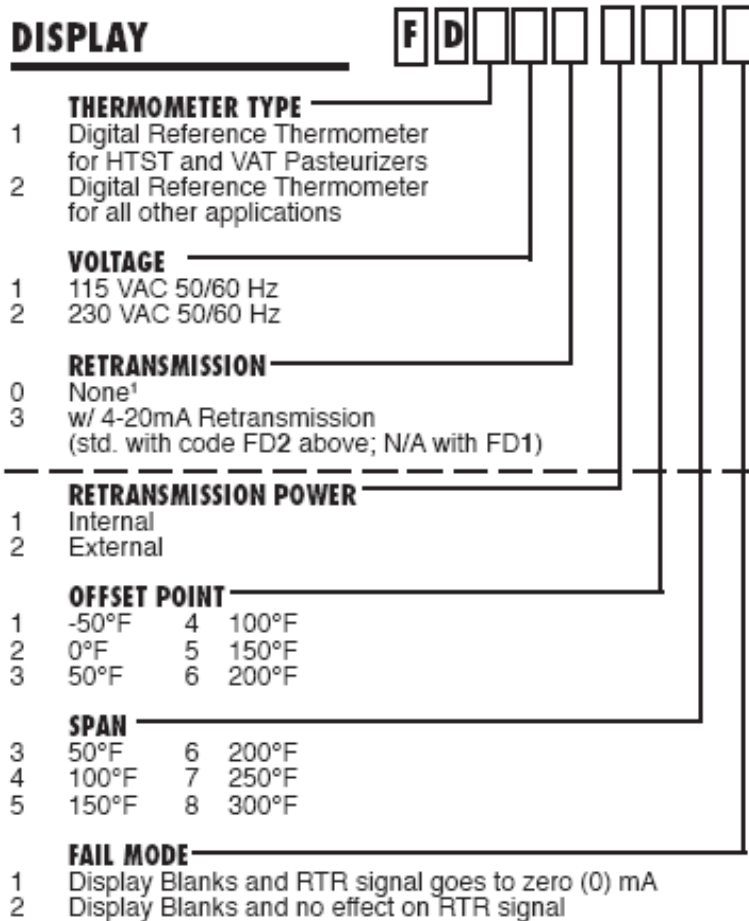 DISPLAY F D
THERMOMETER TYPE
1 Digital Reference Thermometer
for HTST and VAT Pasteurizers
2 Digital Reference Thermometer
for all other applications
VOLTAGE
1 115 VAC 50/60 Hz
2 230 VAC 50/60 Hz
RETRANSMISSION
0 None¹
3 w/ 4-20mA Retransmission
(std. with code FD2 above; N/A with FD1)
RETRANSMISSION POWER
1 Internal
2 External
OFFSET POINT
1 -50°F 4 100°F
2 0°F 5 150°F
3 50°F 6 200°F
SPAN
3 50°F 6 200°F
4 100°F 7 250°F
5 150°F 8 300°F
FAIL MODE
1 Display Blanks and RTR signal goes to zero (0) mA
2 Display Blanks and no effect on RTR signal